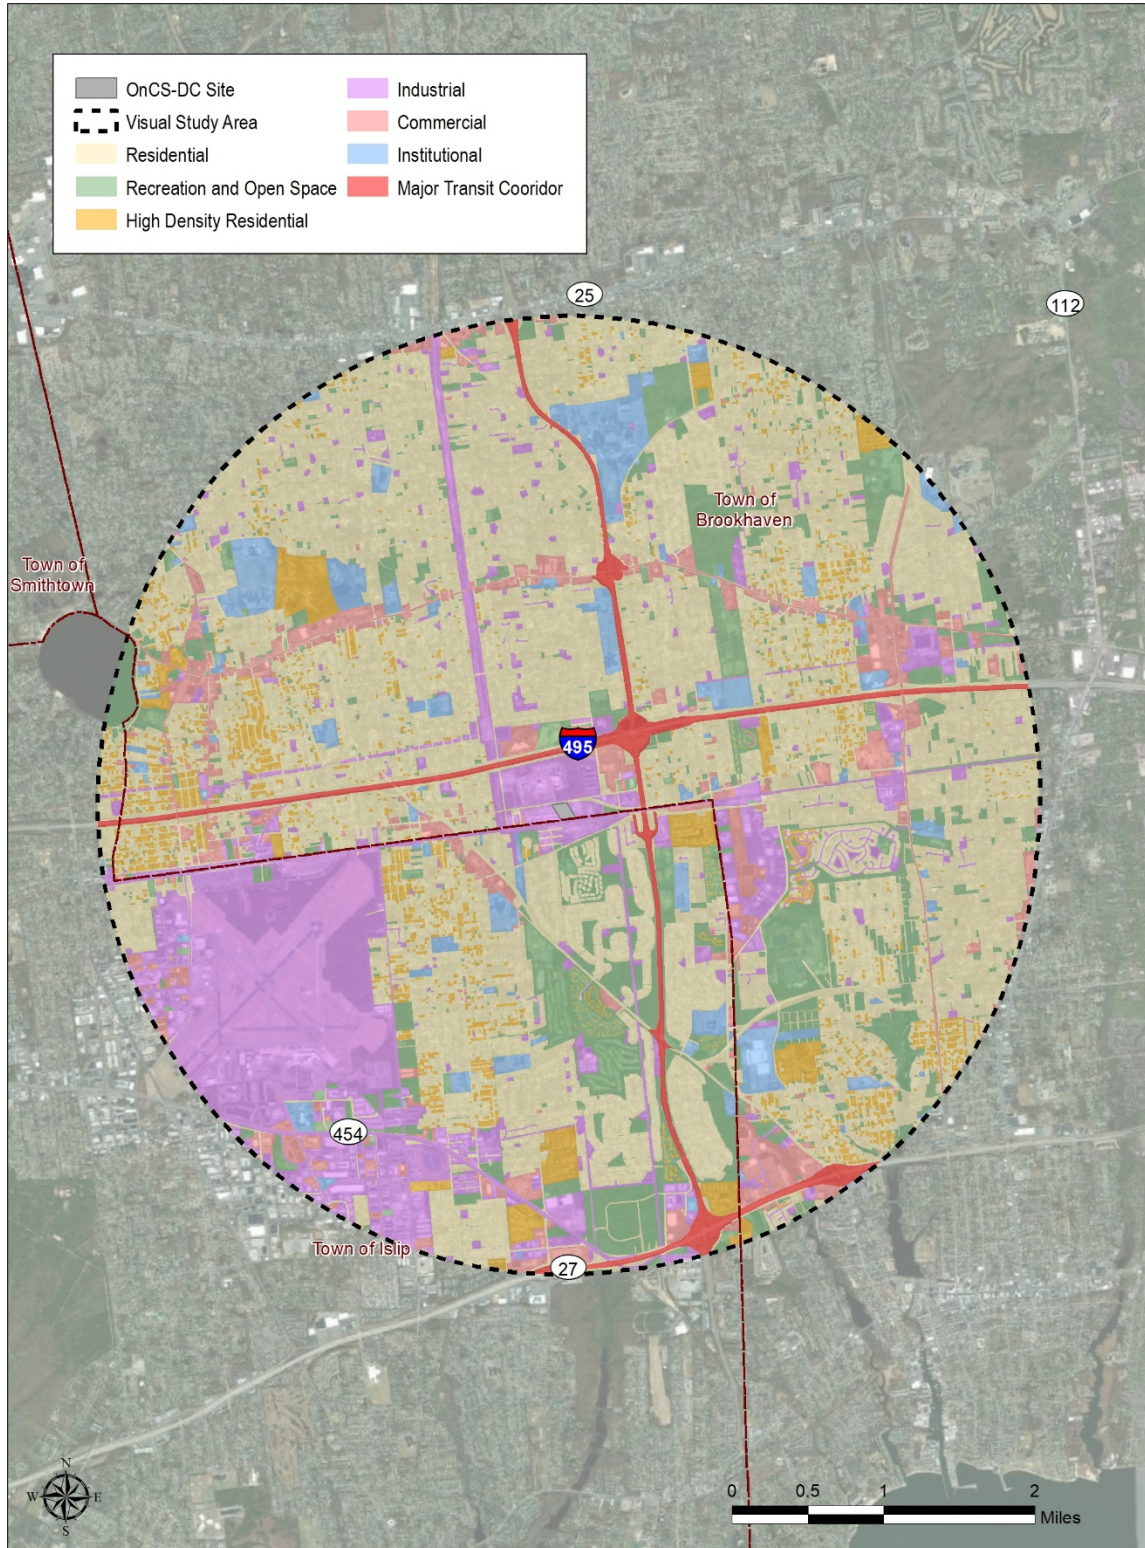 OnCS-DC Site
Visual Study Area
Residential
Recreation and Open Space
High Density Residential
Industrial
Commercial
Institutional
Major Transit Cooridor
25
112
Town of
Brookhaven
Town of
Smithtown
495
454
Town of Islip
27
N
W E
S
0 0.5 1 2
Miles